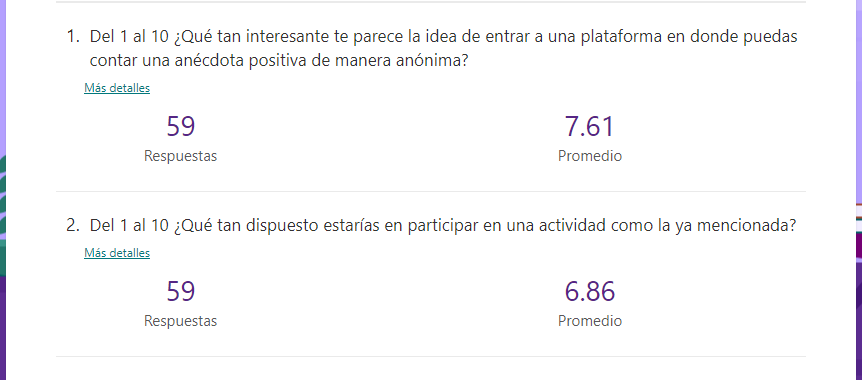 1. Del 1 al 10 ¿Qué tan interesante te parece la idea de entrar a una plataforma en donde puedas
contar una anécdota positiva de manera anónima?
Más detalles
59 7.61
Respuestas Promedio
2. Del 1 al 10 ¿Qué tan dispuesto estarías en participar en una actividad como la ya mencionada?
Más detalles
59 6.86
Respuestas Promedio